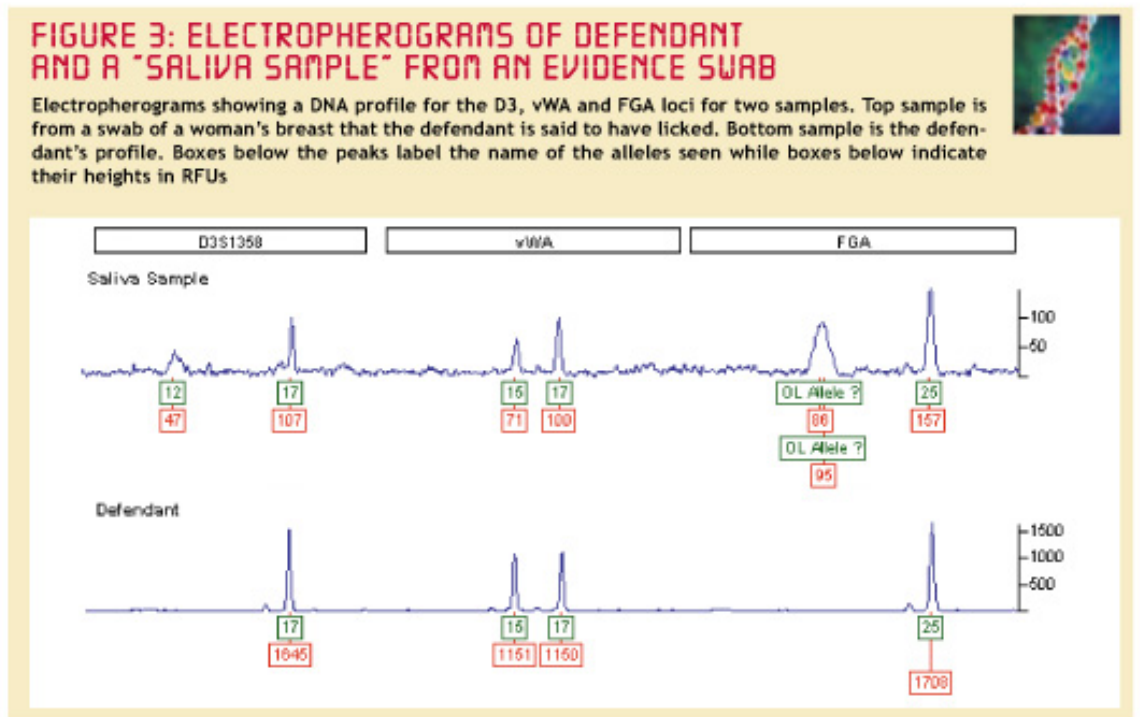 FIGURE 3: ELECTROPHEROGRAMS OF DEFENDANT
AND A "SALIVA SAMPLE" FROM AN EVIDENCE SWAB
Electropherograms showing a DNA profile for the D3, vWA and FGA loci for two samples. Top sample is
from a swab of a woman's breast that the defendant is said to have licked. Bottom sample is the defen-
dant's profile. Boxes below the peaks label the name of the alleles seen while boxes below indicate
their heights in RFUs
D3S1358 vWA FGA
Saliva Sample
100
50
12 17 15 17 OL Allele ? 25
47 107 71 100 86 157
OL Allele ?
95
Defendant
1500
1000
500
17 15 17 25
1645 1151 1150
1708